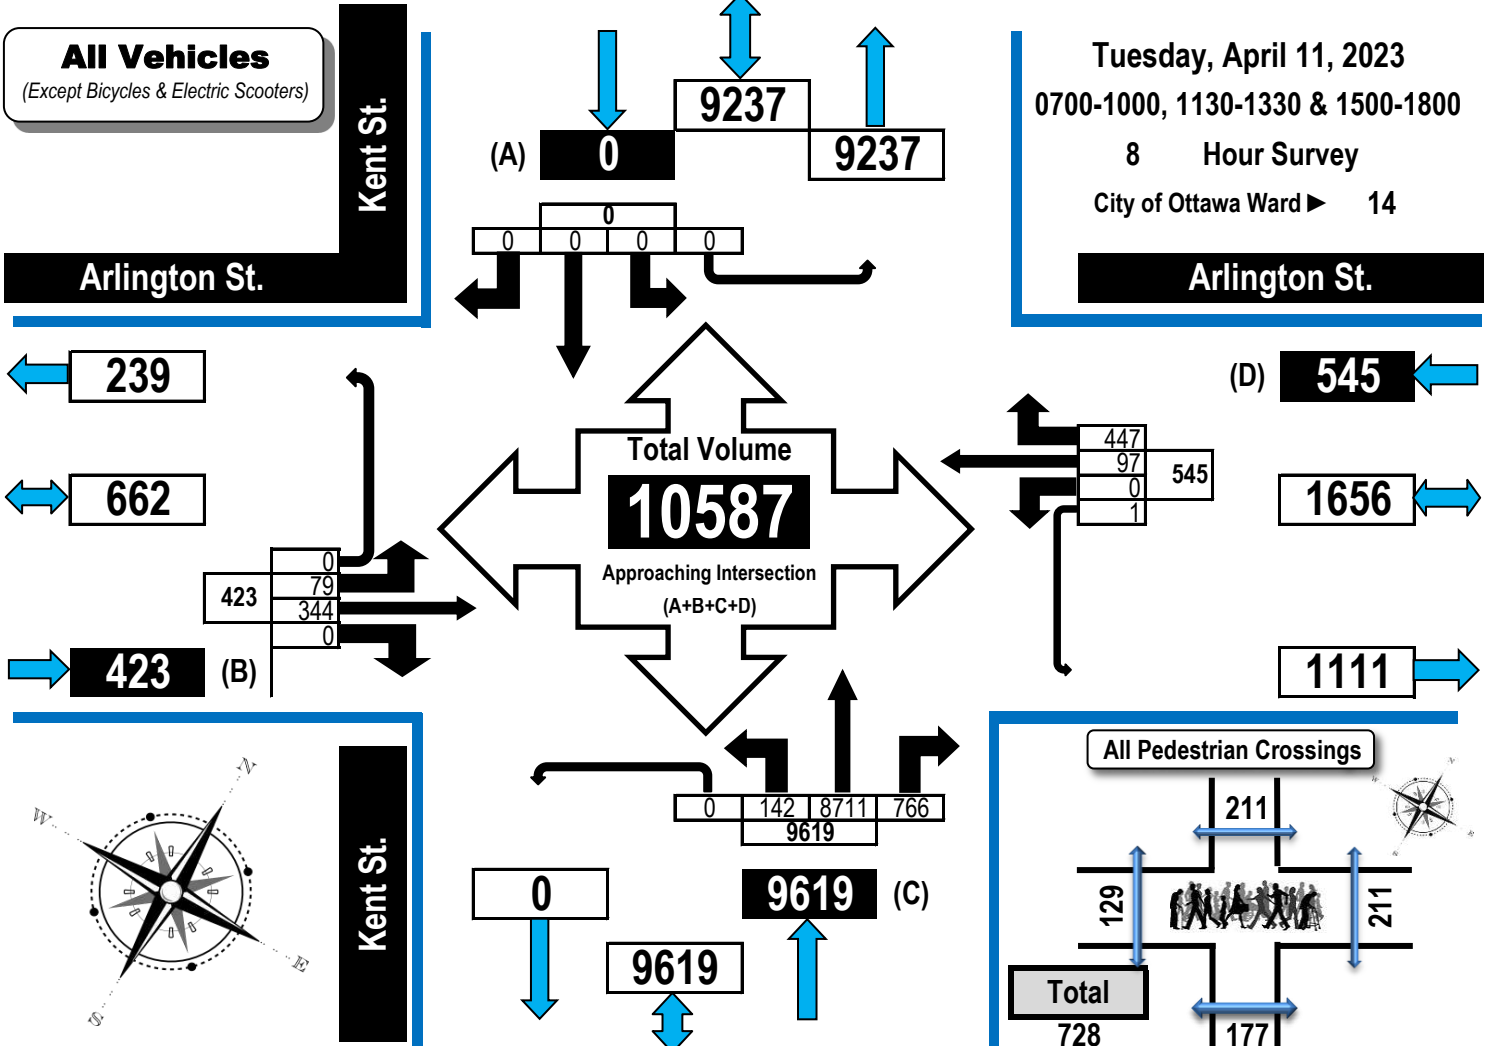 All Vehicles
(Except Bicycles & Electric Scooters)
Kent St.
Arlington St.
9237
(A) 0
9237
0
0 0 0 0
Tuesday, April 11, 2023
0700-1000, 1130-1330 & 1500-1800
8 Hour Survey
City of Ottawa Ward ► 14
Arlington St.
239
662
0
79
344
0
423
423 (B)
Total Volume
10587
Approaching Intersection
(A+B+C+D)
(D) 545
447
97
0
1
545
1656
1111
N
W
E
S
Kent St.
0 142 8711 766
9619
0
9619 (C)
9619
All Pedestrian Crossings
N
W
E
S
211
129
211
Total
728
177